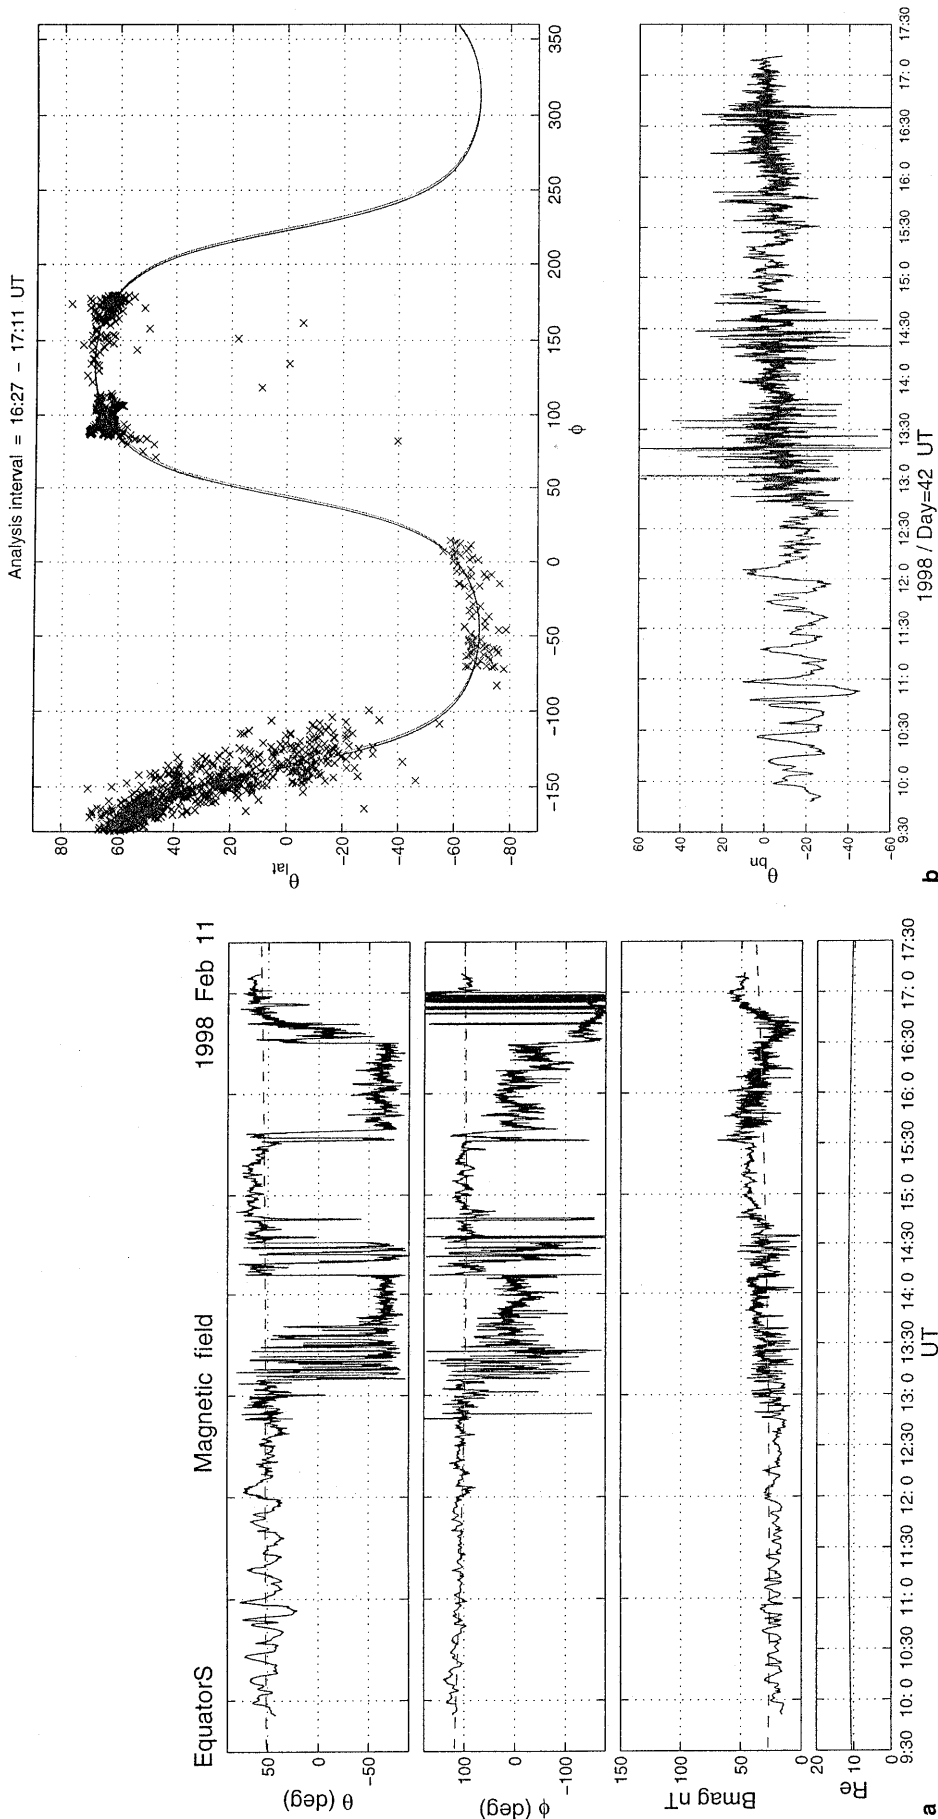 EquatorS Magnetic field 1998 Feb 11
θ (deg)
50
0
-50
φ (deg)
100
0
-100
Bmag nT
150
100
50
0
Re
20
10
0
9:30 10: 0 10:30 11: 0 11:30 12: 0 12:30 13: 0 13:30 14: 0 14:30 15: 0 15:30 16: 0 16:30 17: 0 17:30
UT
a
Analysis interval = 16:27 - 17:11 UT
θlat
80
60
40
20
0
-20
-40
-60
-80
-150 -100 -50 0 50 100 150 200 250 300 350
φ
θbn
60
40
20
0
-20
-40
-60
9:30 10: 0 10:30 11: 0 11:30 12: 0 12:30 13: 0 13:30 14: 0 14:30 15: 0 15:30 16: 0 16:30 17: 0 17:30
1998 / Day=42 UT
b